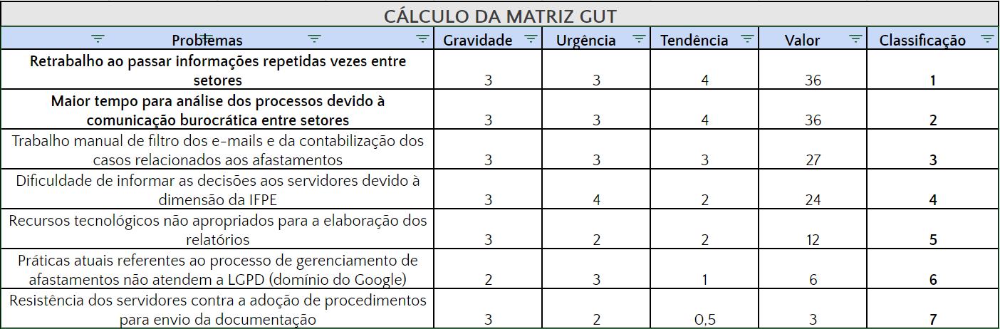 CÁLCULO DA MATRIZ GUT
Problemas Gravidade Urgência Tendência Valor Classificação
Retrabalho ao passar informações repetidas vezes entre
setores 3 3 4 36 1
Maior tempo para análise dos processos devido à
comunicação burocrática entre setores 3 3 4 36 2
Trabalho manual de filtro dos e-mails e da contabilização dos
casos relacionados aos afastamentos 3 3 3 27 3
Dificuldade de informar as decisões aos servidores devido à
dimensão da IFPE 3 4 2 24 4
Recursos tecnológicos não apropriados para a elaboração dos
relatórios 3 2 2 12 5
Práticas atuais referentes ao processo de gerenciamento de
afastamentos não atendem a LGPD (domínio do Google) 2 3 1 6 6
Resistência dos servidores contra a adoção de procedimentos
para envio da documentação 3 2 0,5 3 7